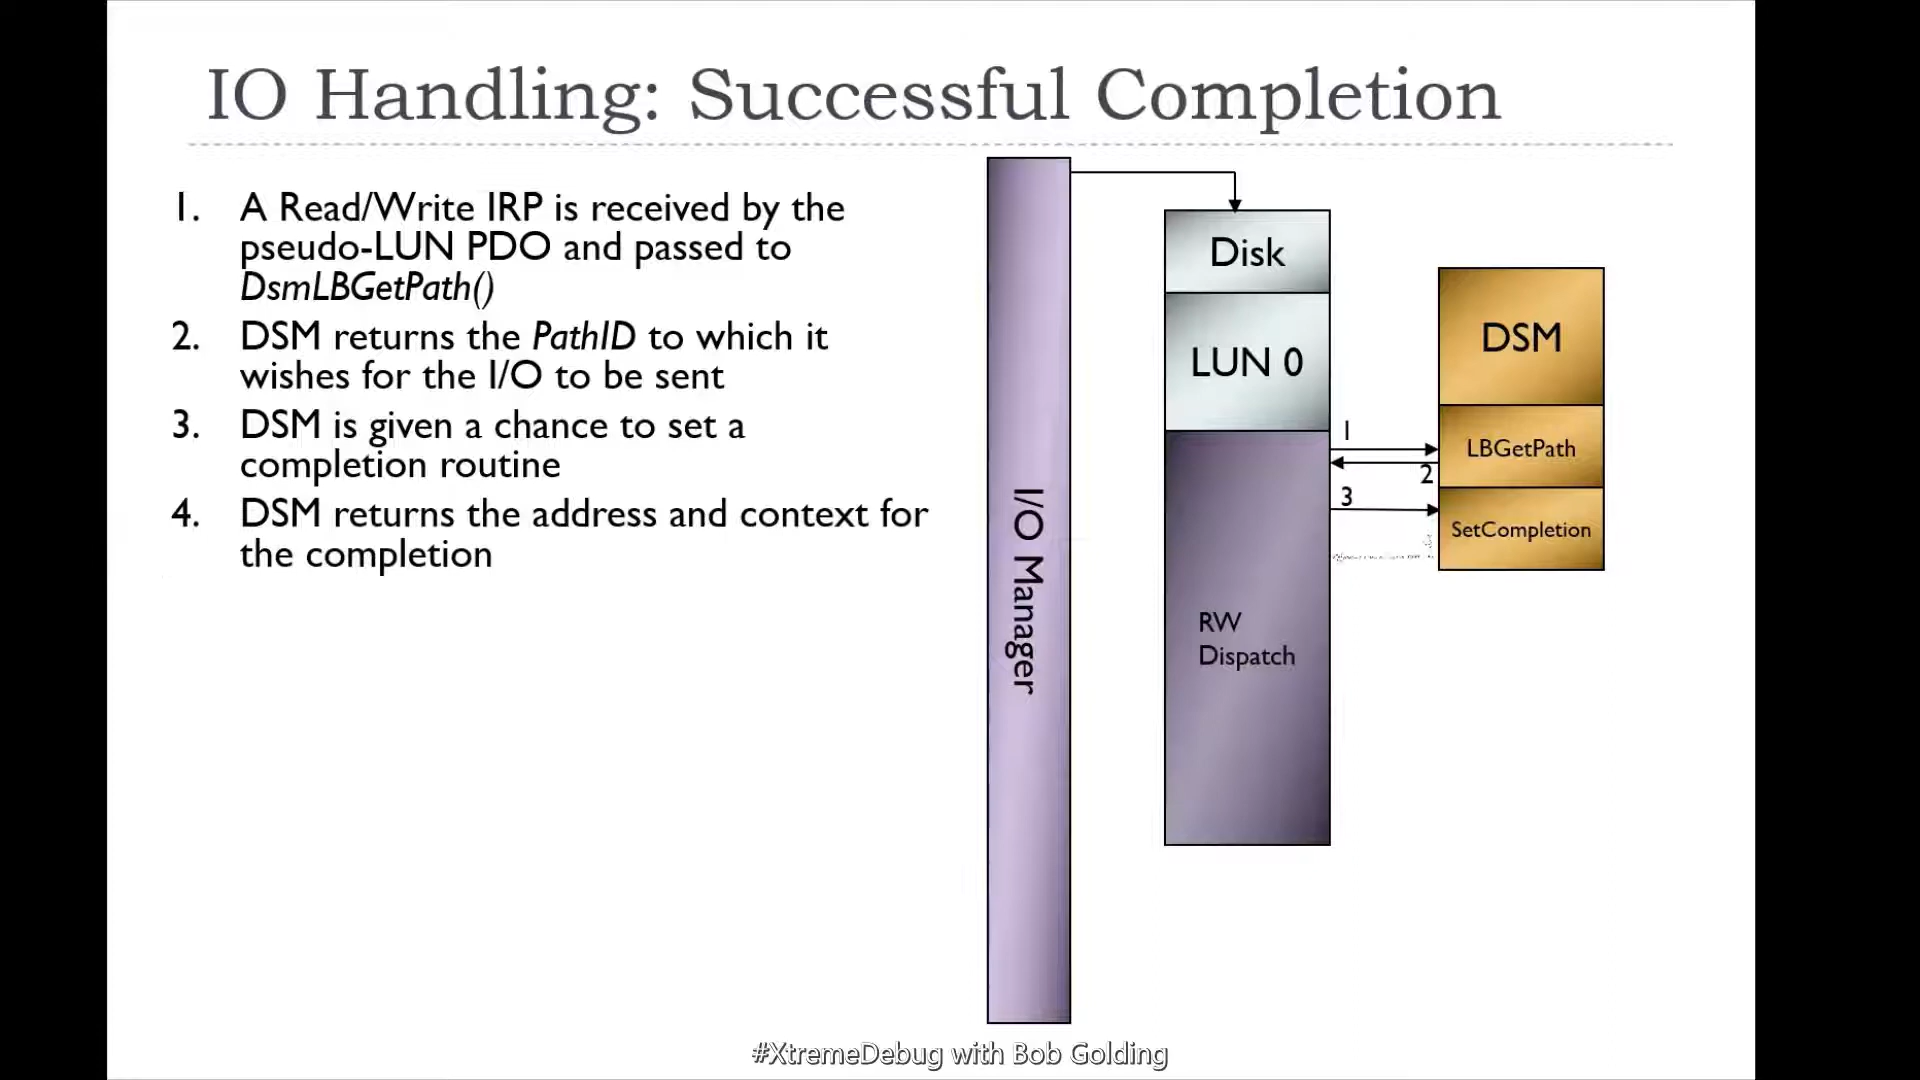 IO Handling: Successful Completion
1. A Read/Write IRP is received by the
pseudo-LUN PDO and passed to
DsmLBGetPath()
2. DSM returns the PathID to which it
wishes for the I/O to be sent
3. DSM is given a chance to set a
completion routine
4. DSM returns the address and context for
the completion
I/O Manager
Disk
LUN 0
RW
Dispatch
1
2
3
DSM
LBGetPath
SetCompletion
#XtremeDebug with Bob Golding